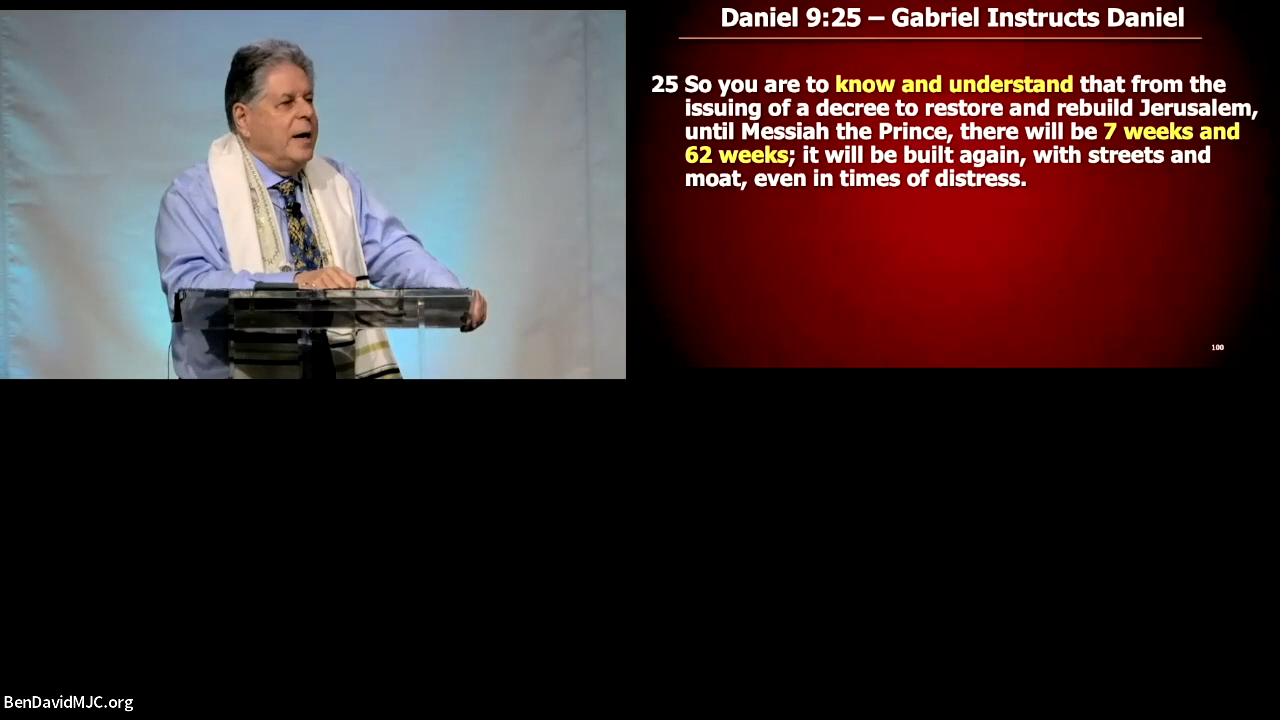 Daniel 9:25 – Gabriel Instructs Daniel
25 So you are to know and understand that from the
issuing of a decree to restore and rebuild Jerusalem,
until Messiah the Prince, there will be 7 weeks and
62 weeks; it will be built again, with streets and
moat, even in times of distress.
100
BenDavidMJC.org